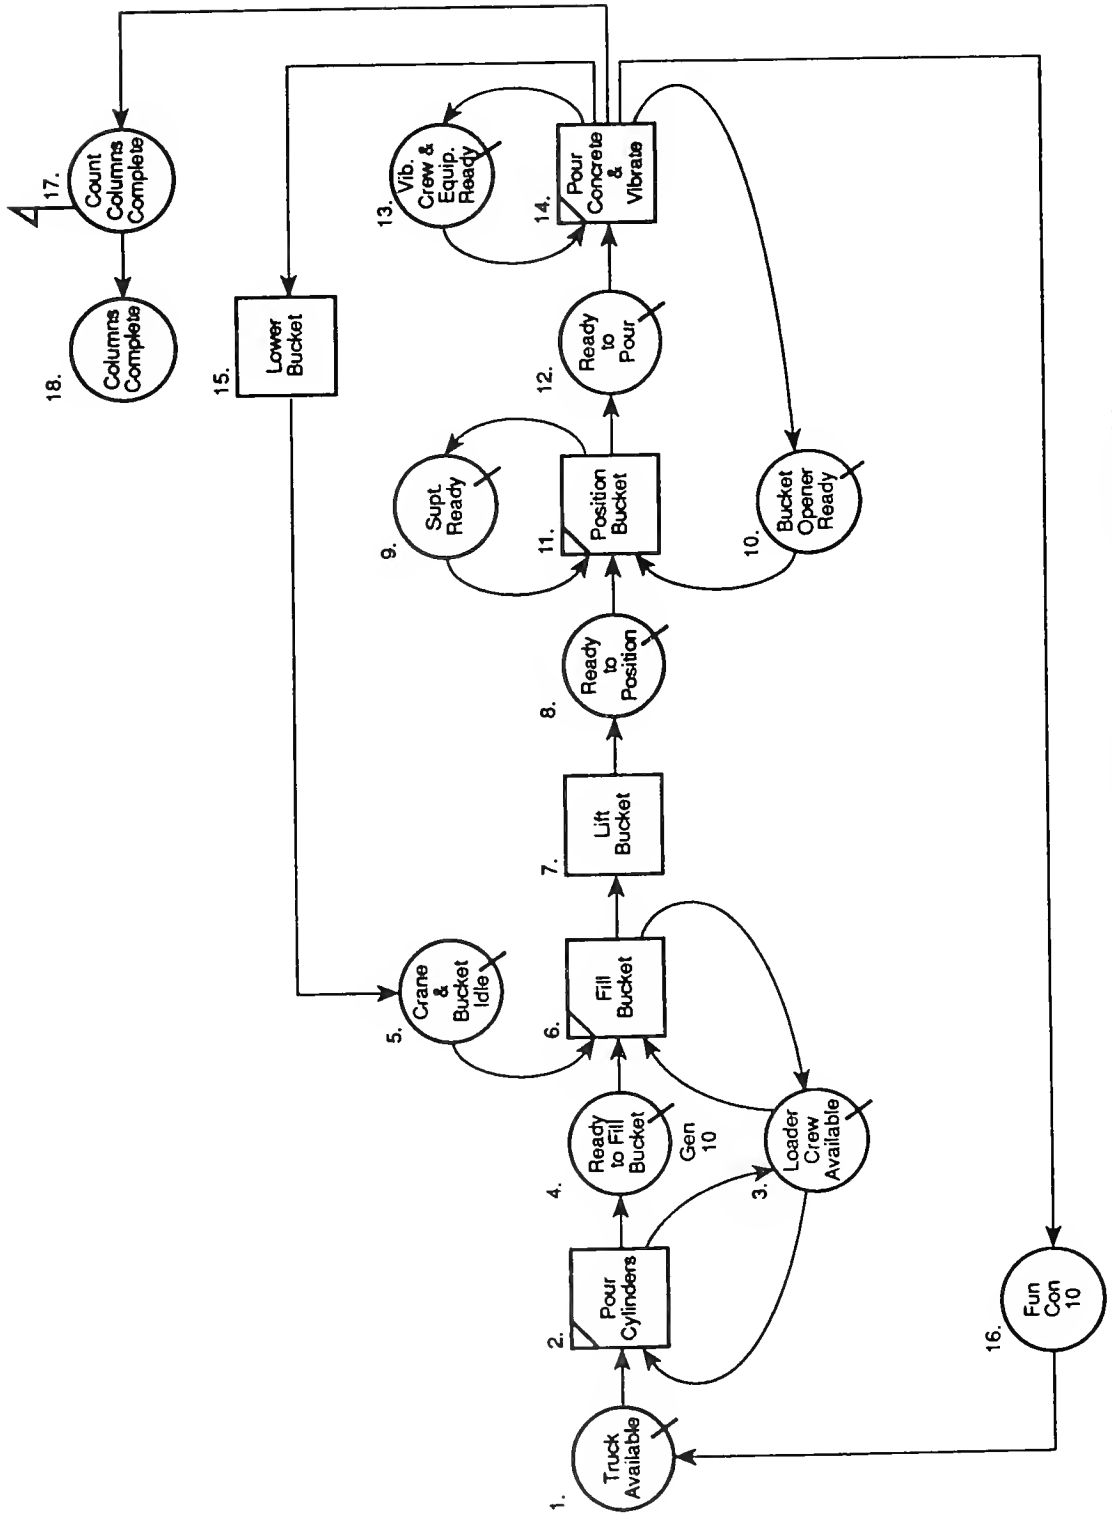 1.
Truck
Available
2.
Pour
Cylinders
3.
Loader
Crew
Available
4.
Ready
to Fill
Bucket
Gen
10
5.
Crane
&
Bucket
Idle
6.
Fill
Bucket
7.
Lift
Bucket
8.
Ready
to
Position
9.
Supt.
Ready
10.
Bucket
Opener
Ready
11.
Position
Bucket
12.
Ready
to
Pour
13.
Vib.
Crew &
Equip.
Ready
14.
Pour
Concrete
&
Vibrate
15.
Lower
Bucket
16.
Fun
Con
10
17.
Count
Columns
Complete
18.
Columns
Complete